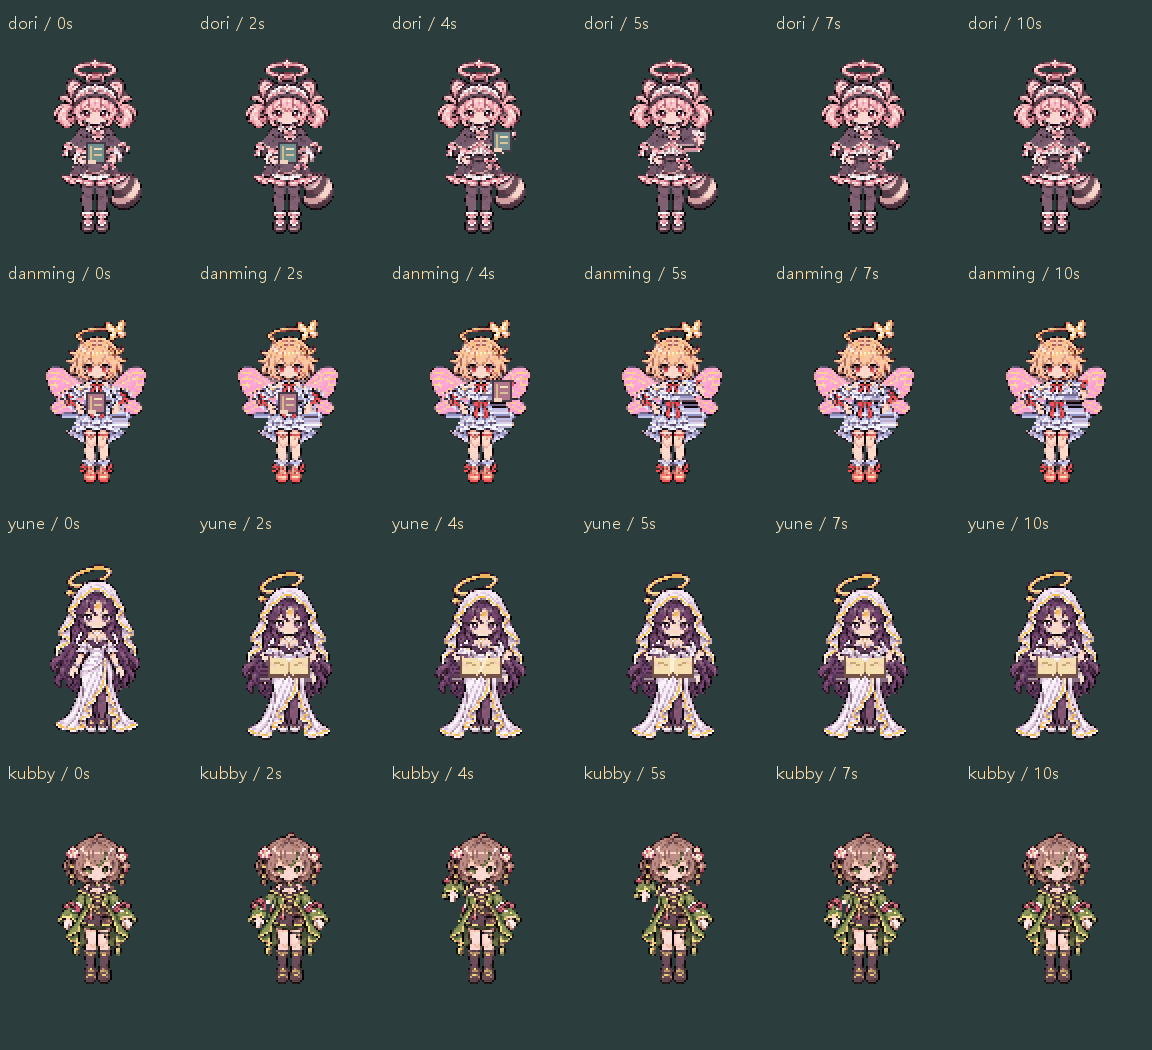 dori / 0s
dori / 2s
dori / 4s
dori / 5s
dori / 7s
dori / 10s
danming / 0s
danming / 2s
danming / 4s
danming / 5s
danming / 7s
danming / 10s
yune / 0s
yune / 2s
yune / 4s
yune / 5s
yune / 7s
yune / 10s
kubby / 0s
kubby / 2s
kubby / 4s
kubby / 5s
kubby / 7s
kubby / 10s